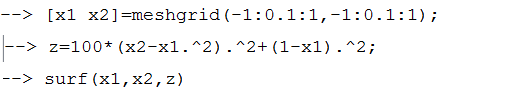 --> [x1 x2]=meshgrid(-1:0.1:1,-1:0.1:1);
--> z=100*(x2-x1.^2).^2+(1-x1).^2;
--> surf(x1,x2,z)